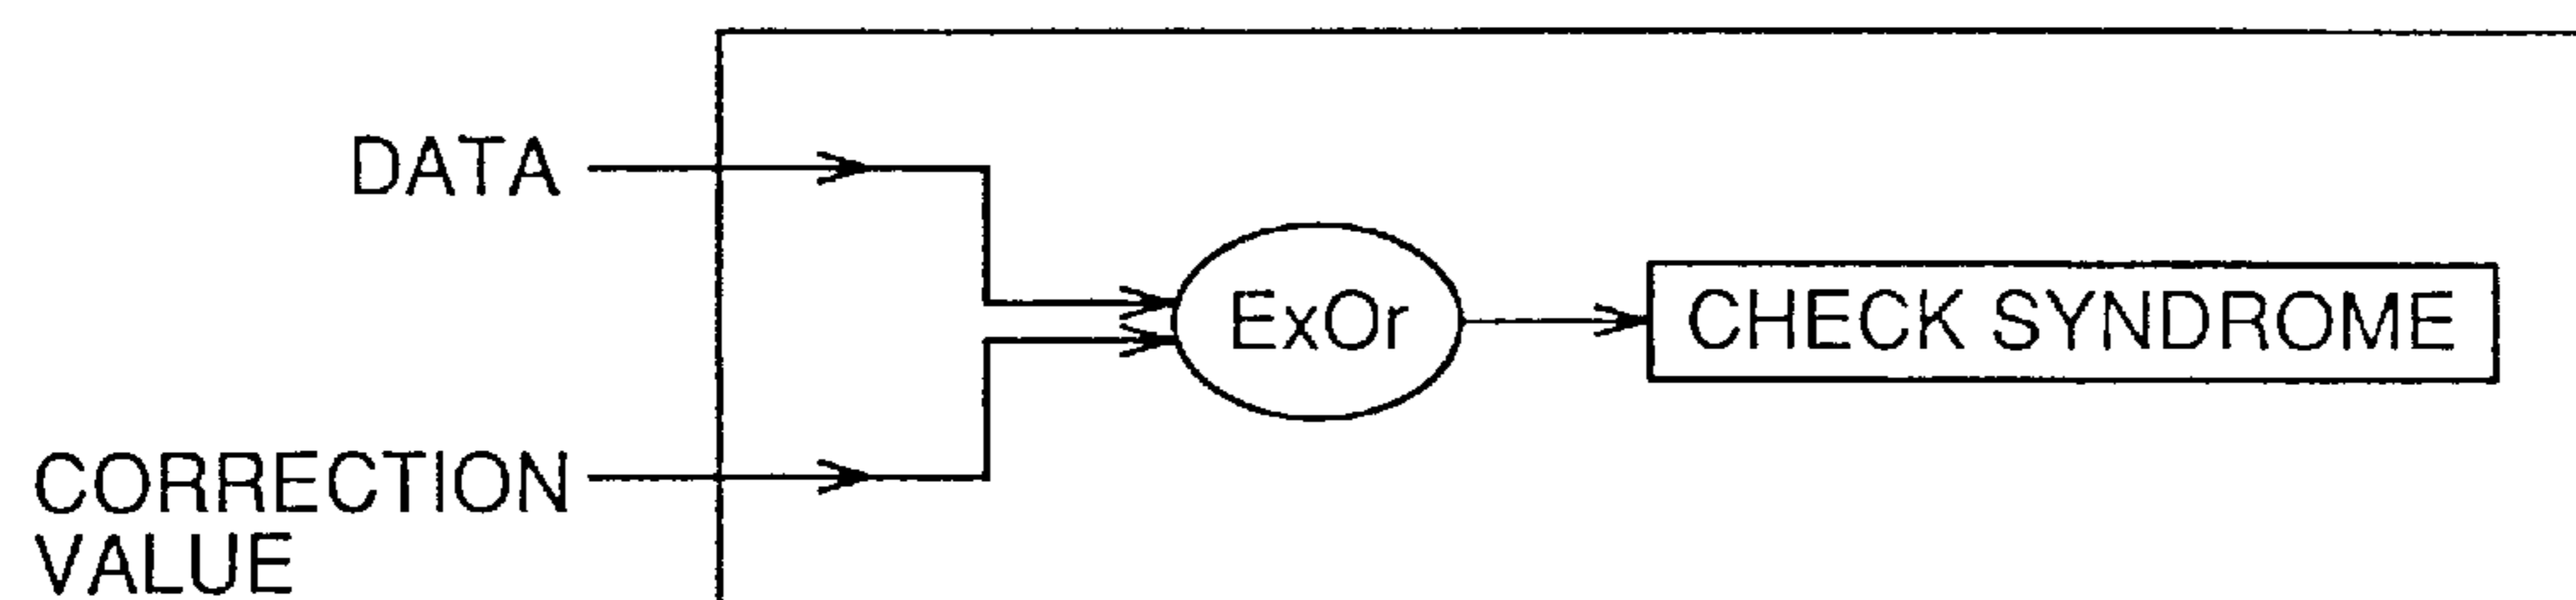 DATA
ExOr
CHECK SYNDROME
CORRECTION
VALUE